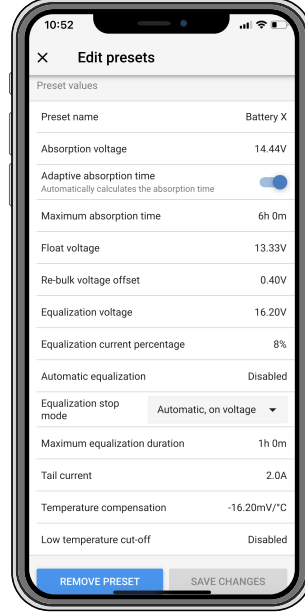 10:52
× Edit presets
Preset values
Preset name Battery X
Absorption voltage 14.44V
Adaptive absorption time
Automatically calculates the absorption time
Maximum absorption time 6h 0m
Float voltage 13.33V
Re-bulk voltage offset 0.40V
Equalization voltage 16.20V
Equalization current percentage 8%
Automatic equalization Disabled
Equalization stop
mode Automatic, on voltage
Maximum equalization duration 1h 0m
Tail current 2.0A
Temperature compensation -16.20mV/°C
Low temperature cut-off Disabled
REMOVE PRESET SAVE CHANGES